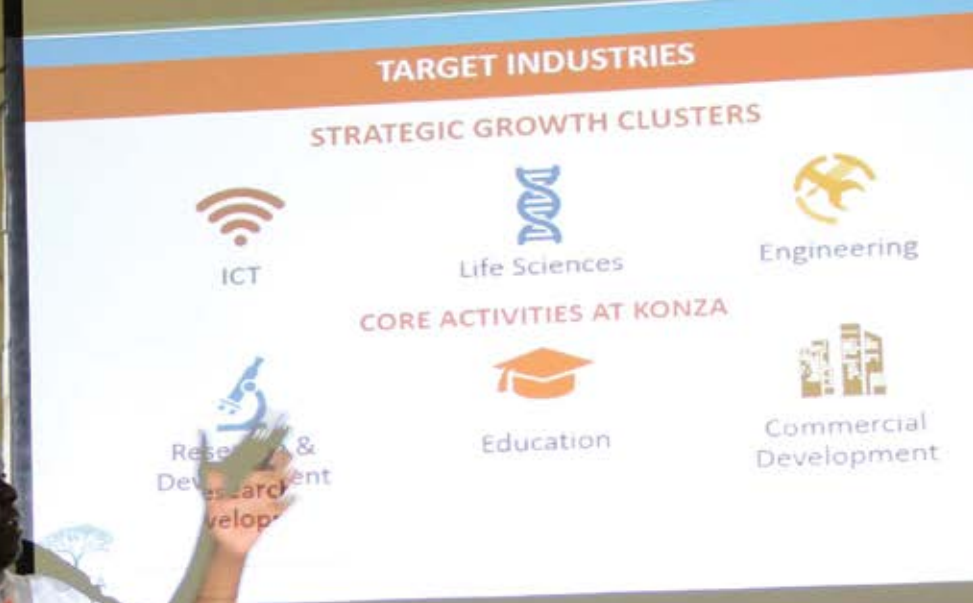 TARGET INDUSTRIES
STRATEGIC GROWTH CLUSTERS
ICT
Life Sciences
Engineering
CORE ACTIVITIES AT KONZA
&
Education
Commercial
Development